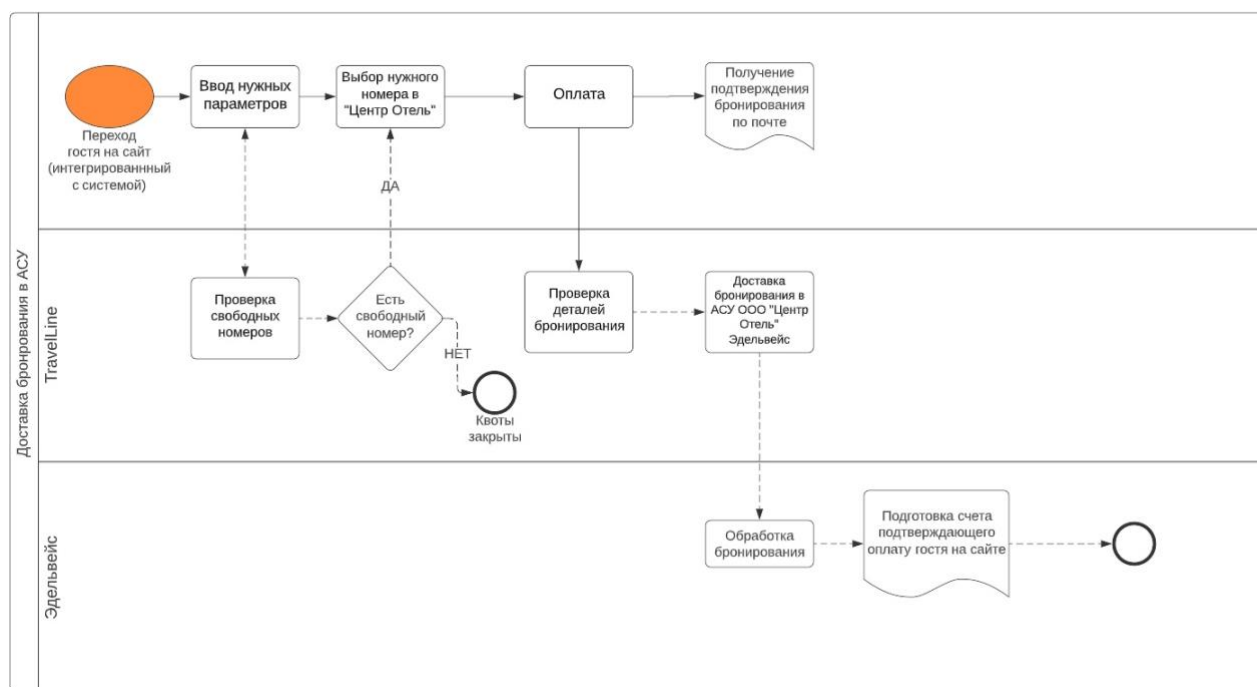 Доставка бронрования в АСУ
Переход
гостя на сайт
(интегрированнный
с системой)
Ввод нужных
параметров
Выбор нужного
номера в
"Центр Отель"
Оплата
Получение
подтверждения
бронирования
по почте
ДА
TravelLine
Проверка
свободных
номеров
Есть
свободный
номер?
НЕТ
Квоты
закрыты
Проверка
деталей
бронирования
Доставка
бронирования в
АСУ ООО "Центр
Отель"
Эдельвейс
Эдельвейс
Обработка
бронирования
Подготовка счета
подтверждающего
оплату гостя на сайте